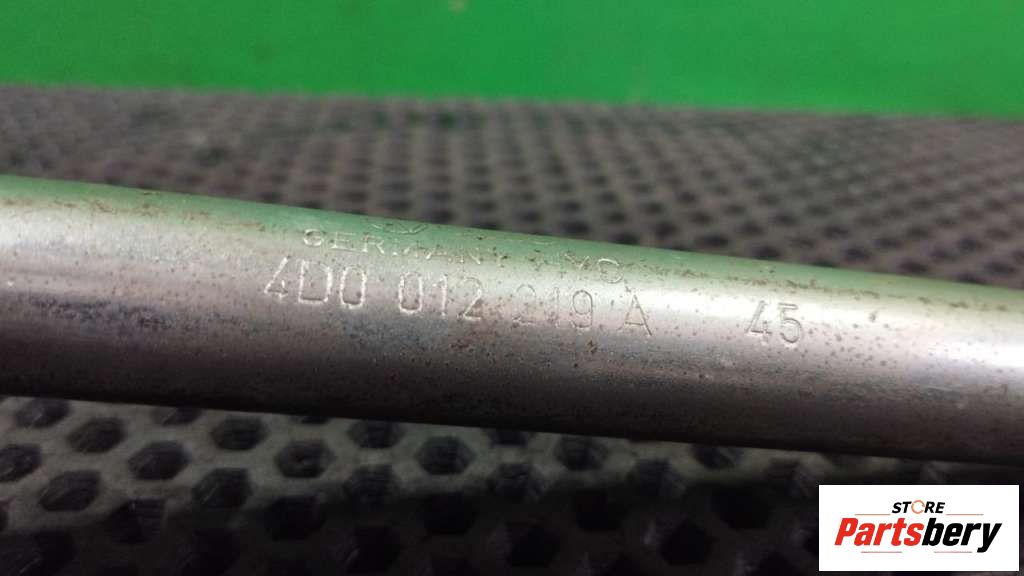 GERMANY
4D0 012 219 A 45
STORE
Partsbery